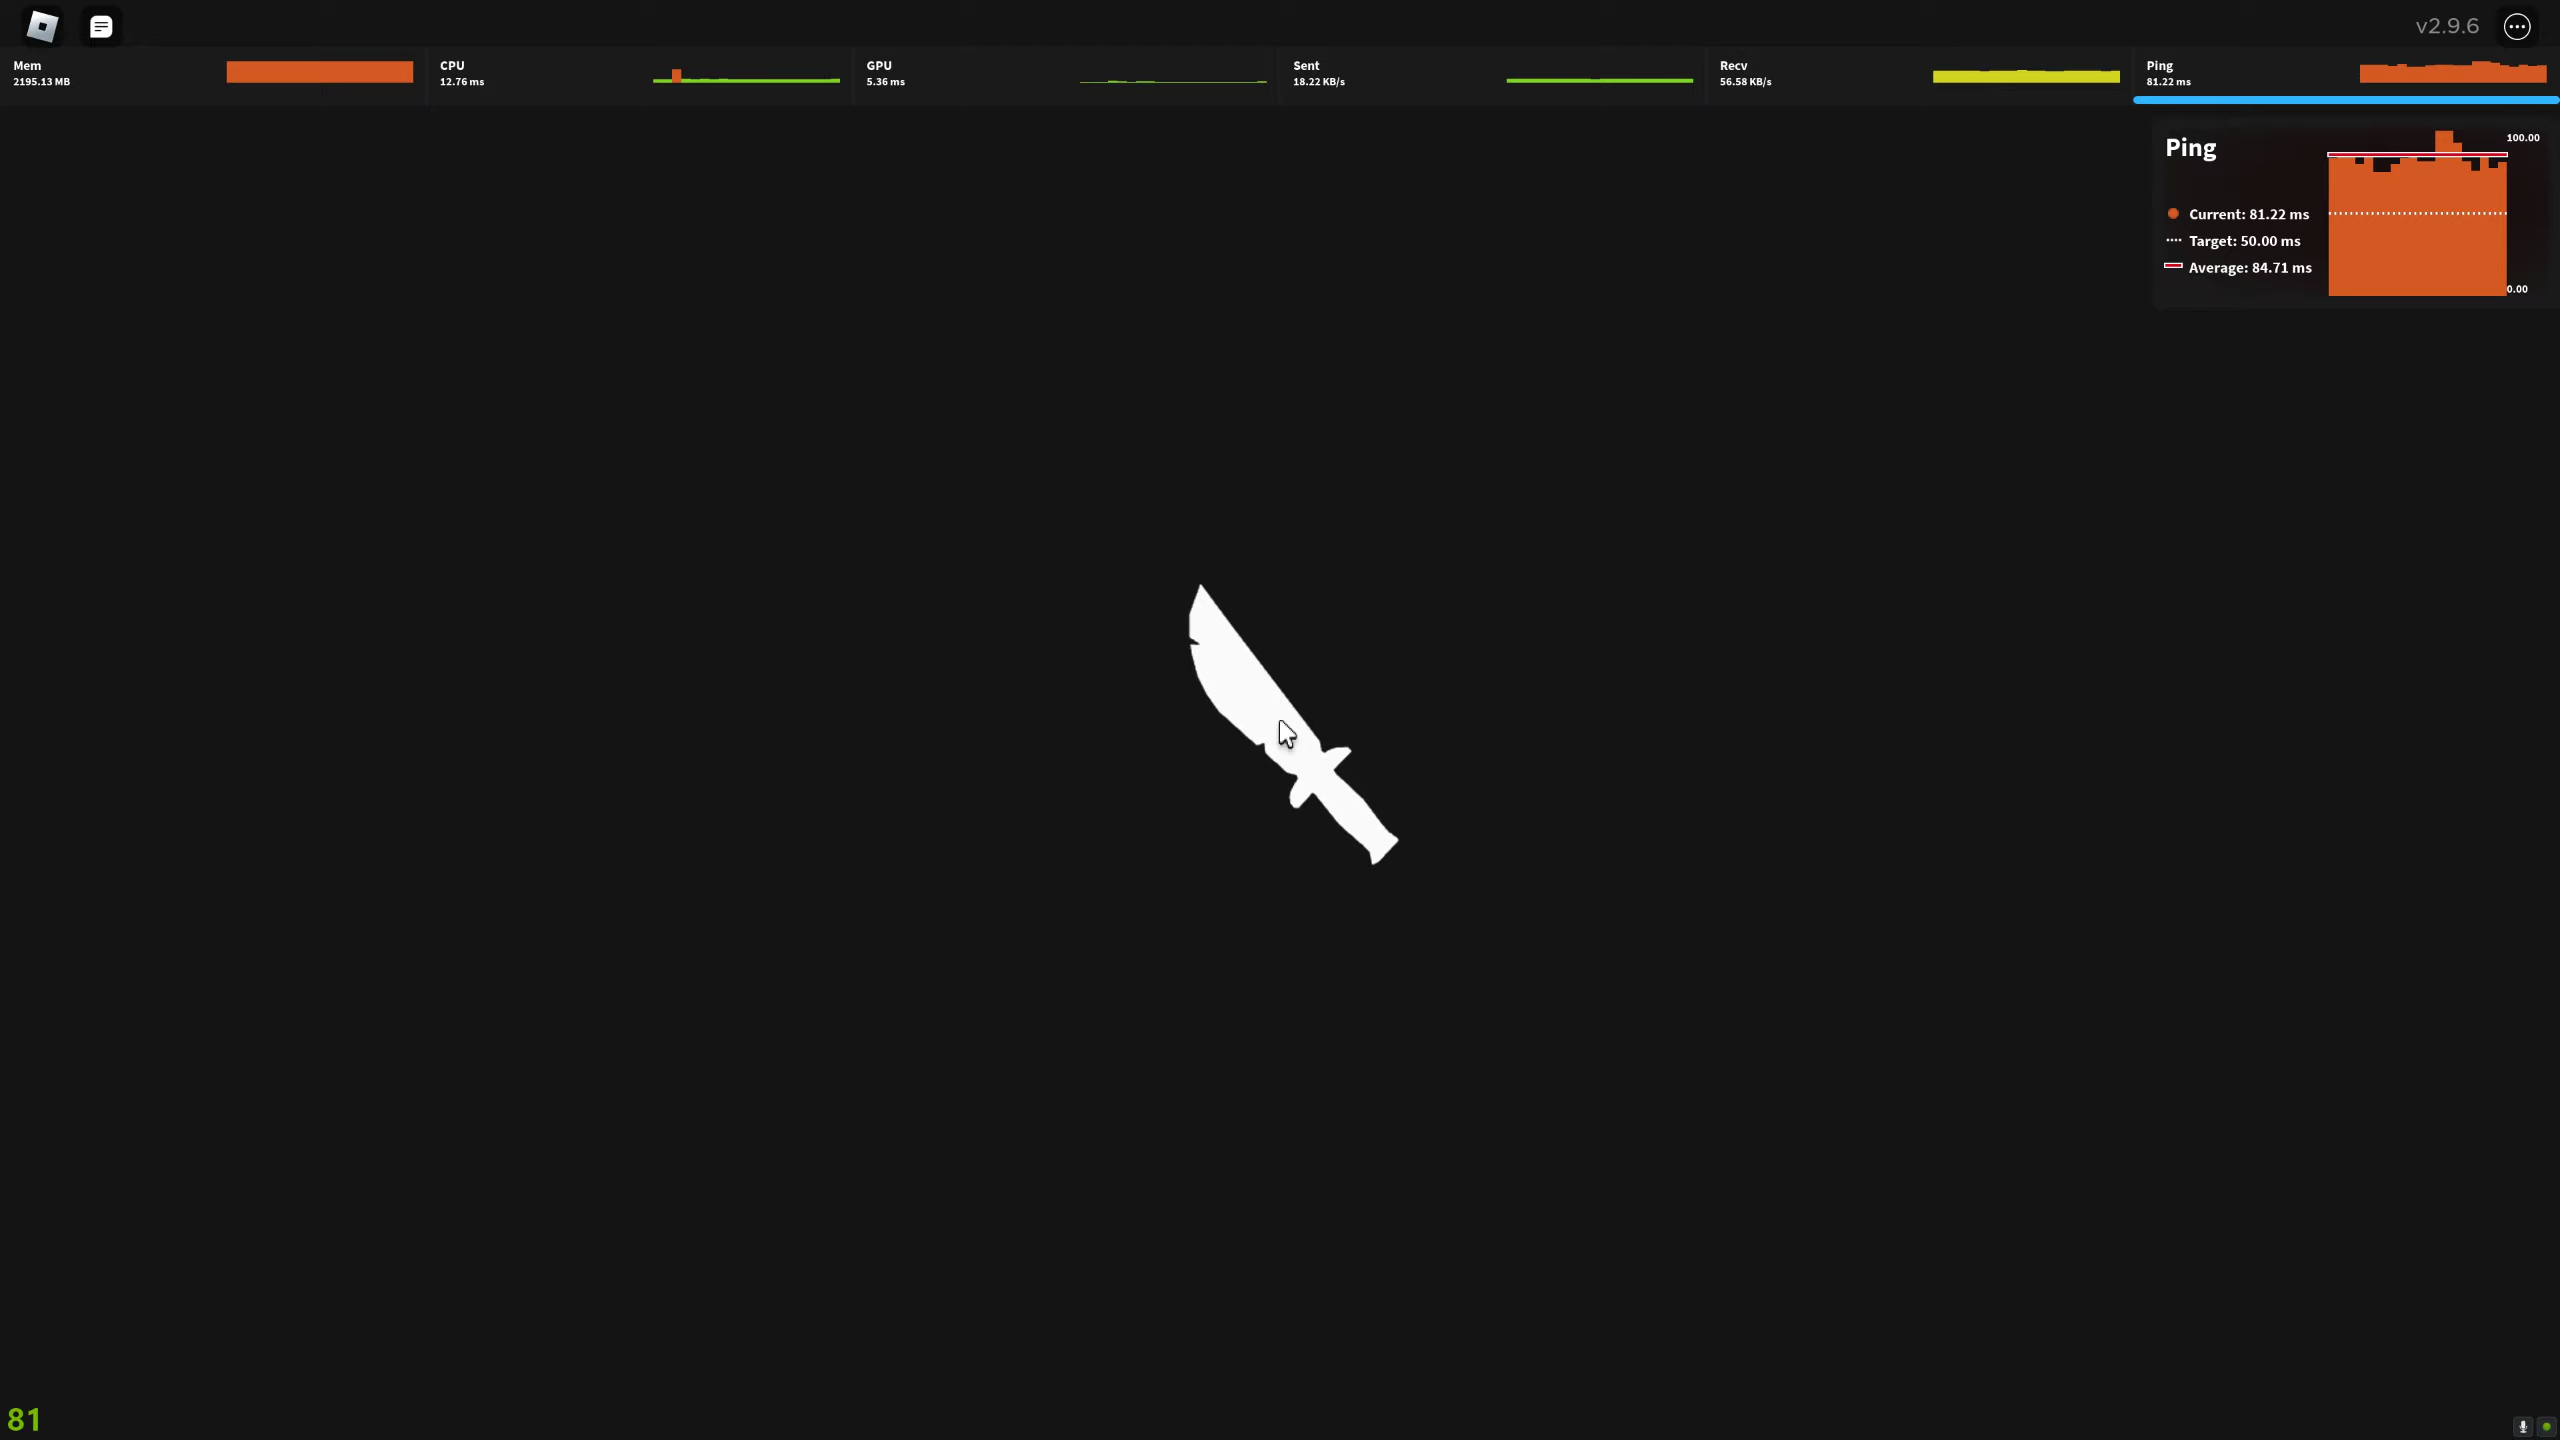 v2.9.6
Mem
2195.13 MB
CPU
12.76 ms
GPU
5.36 ms
Sent
18.22 KB/s
Recv
56.58 KB/s
Ping
81.22 ms
Ping
100.00
Current: 81.22 ms
Target: 50.00 ms
Average: 84.71 ms
0.00
81